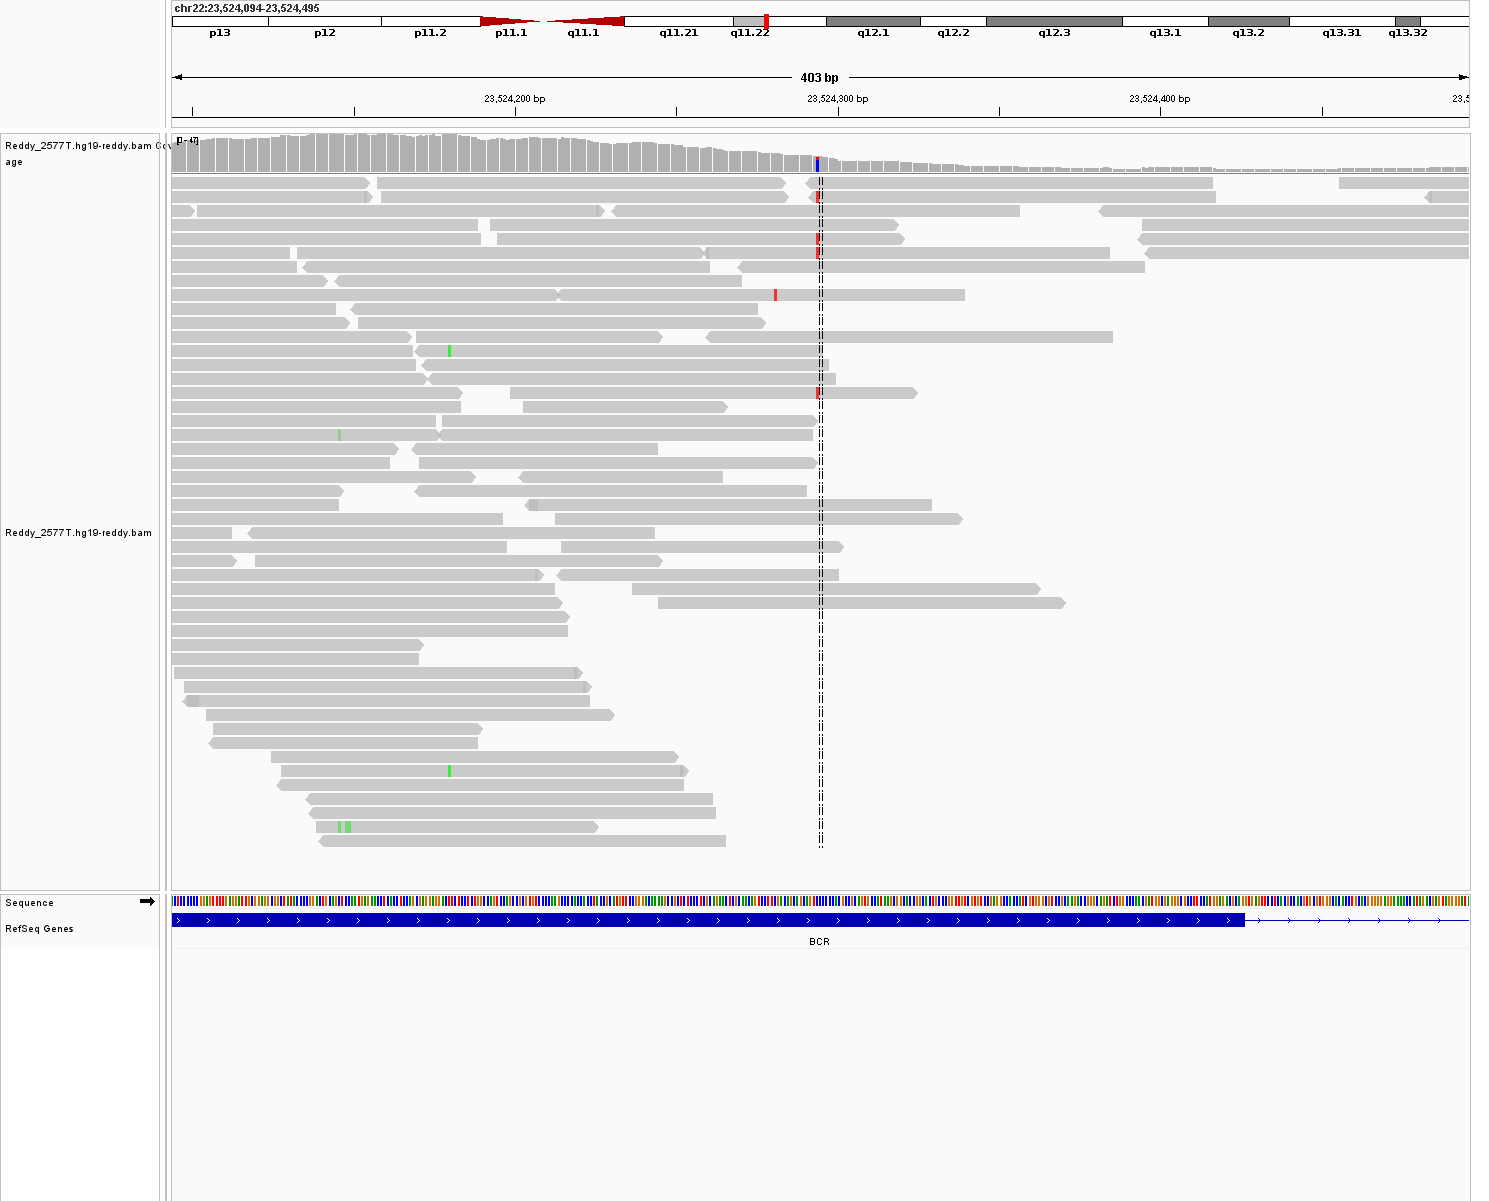 chr22:23,524,094-23,524,495
p13 p12 p11.2 p11.1 q11.1 q11.21 q11.22 q12.1 q12.2 q12.3 q13.1 q13.2 q13.31 q13.32
403 bp
23,524,200 bp 23,524,300 bp 23,524,400 bp 23,5
Reddy_2577T.hg19-reddy.bam Cov
age
Reddy_2577T.hg19-reddy.bam
Sequence
RefSeq Genes
BCR